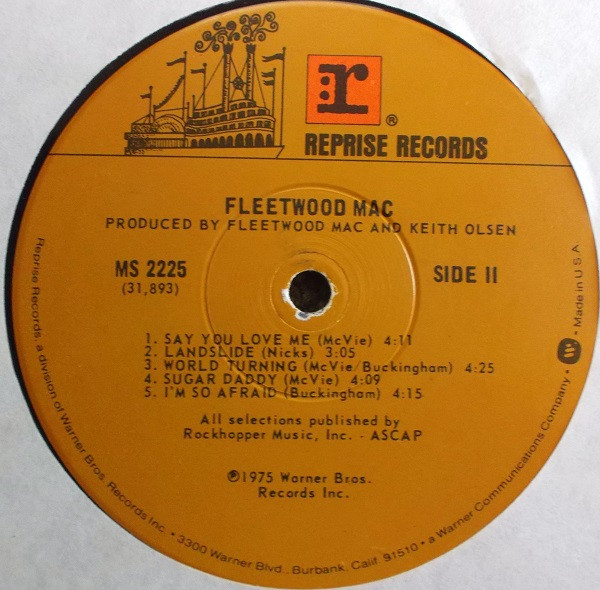 r®
REPRISE RECORDS
FLEETWOOD MAC
PRODUCED BY FLEETWOOD MAC AND KEITH OLSEN
MS 2225
(31,893)
SIDE II
1. SAY YOU LOVE ME (McVie) 4:11
2. LANDSLIDE (Nicks) 3:05
3. WORLD TURNING (McVie/Buckingham) 4:25
4. SUGAR DADDY (McVie) 4:09
5. I'M SO AFRAID (Buckingham) 4:15
All selections published by
Rockhopper Music, Inc. - ASCAP
℗1975 Warner Bros.
Records Inc.
Reprise Records, a division of Warner Bros. Records Inc. • 3300 Warner Blvd., Burbank, Calif. 91510 • a Warner Communications Company • W • Made in U.S.A.